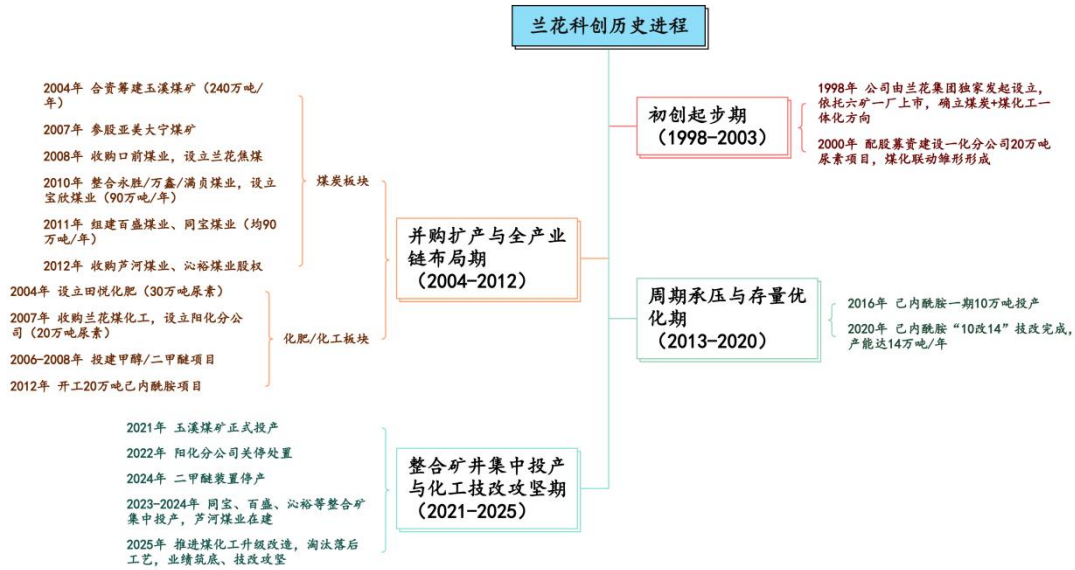 兰花科创历史进程
初创起步期
(1998-2003)
1998年 公司由兰花集团独家发起设立,
依托六矿一厂上市，确立煤炭+煤化工一
体化方向
2000年 配股募资建设一化分公司20万吨
尿素项目，煤化联动雏形形成
并购扩产与全产业
链布局期
(2004-2012)
煤炭板块
2004年 合资筹建玉溪煤矿(240万吨/
年)
2007年 参股亚美大宁煤矿
2008年 收购口前煤业，设立兰花焦煤
2010年 整合永胜/万鑫/满贞煤业，设立
宝欣煤业(90万吨/年)
2011年 组建百盛煤业、同宝煤业(均90
万吨/年)
2012年 收购芦河煤业、沁裕煤业股权
化肥/化工板块
2004年 设立田悦化肥(30万吨尿素)
2007年 收购兰花煤化工，设立阳化分公
司(20万吨尿素)
2006-2008年 投建甲醇/二甲醚项目
2012年 开工20万吨己内酰胺项目
周期承压与存量优
化期
(2013-2020)
2016年 己内酰胺一期10万吨投产
2020年 己内酰胺“10改14”技改完成,
产能达14万吨/年
整合矿井集中投产
与化工技改攻坚期
(2021-2025)
2021年 玉溪煤矿正式投产
2022年 阳化分公司关停处置
2024年 二甲醚装置停产
2023-2024年 同宝、百盛、沁裕等整合矿
集中投产，芦河煤业在建
2025年 推进煤化工升级改造，淘汰落后
工艺，业绩筑底、技改攻坚